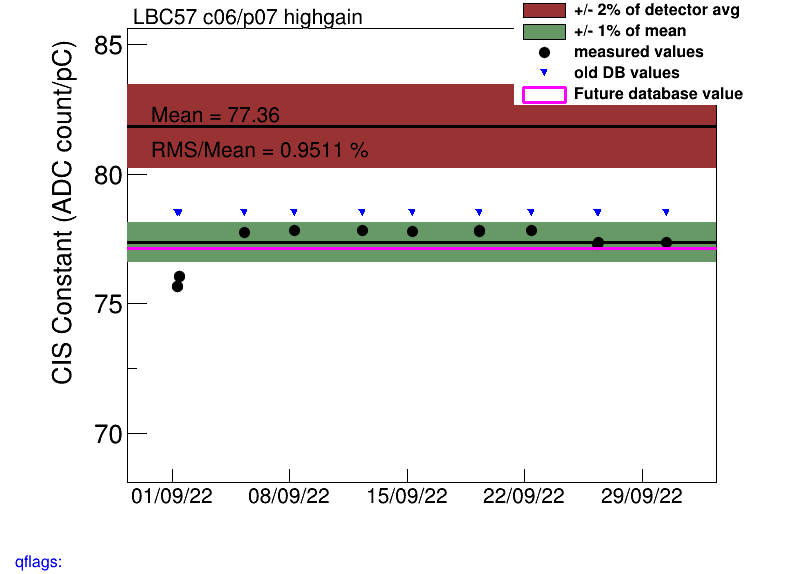 LBC57 c06/p07 highgain
+/- 2% of detector avg
+/- 1% of mean
measured values
old DB values
Future database value
CIS Constant (ADC count/pC)
85
80
75
70
Mean = 77.36
RMS/Mean = 0.9511 %
01/09/22 08/09/22 15/09/22 22/09/22 29/09/22
qflags: